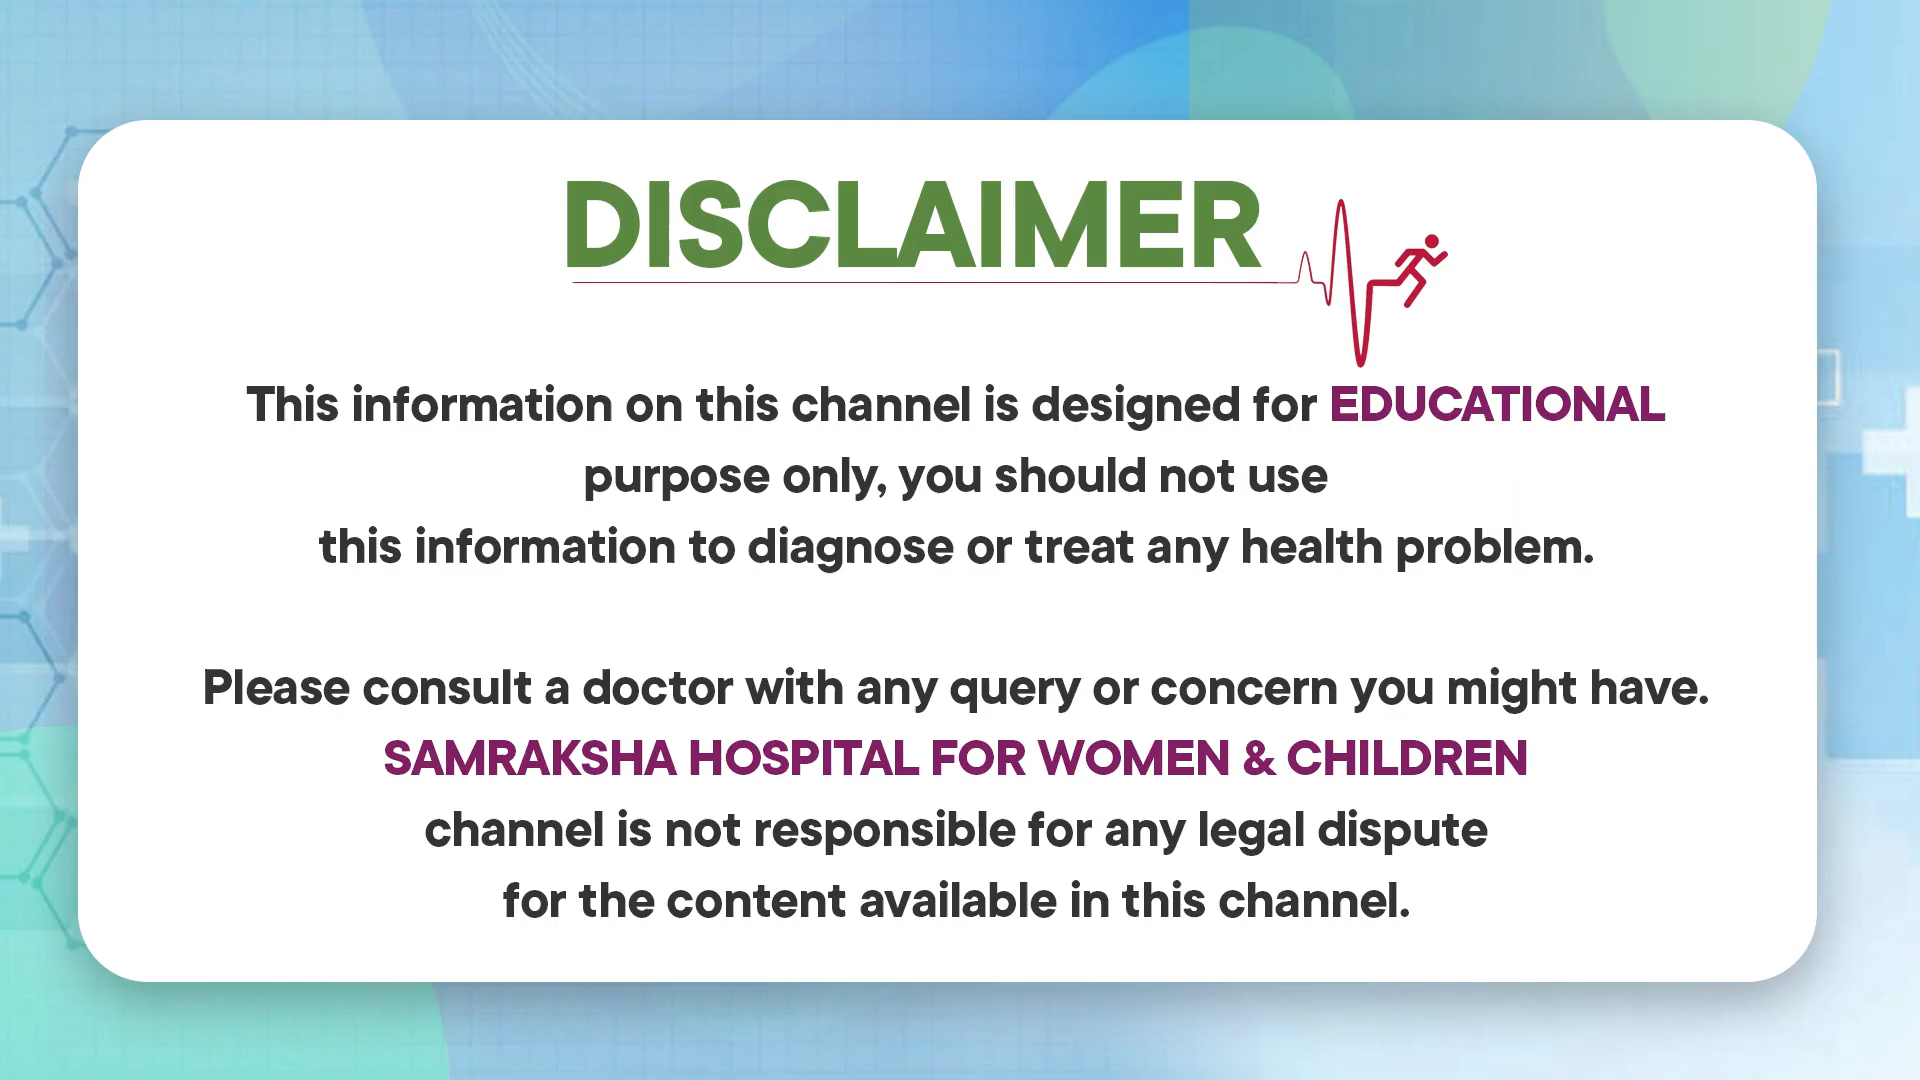 DISCLAIMER
This information on this channel is designed for EDUCATIONAL
purpose only, you should not use
this information to diagnose or treat any health problem.
Please consult a doctor with any query or concern you might have.
SAMRAKSHA HOSPITAL FOR WOMEN & CHILDREN
channel is not responsible for any legal dispute
for the content available in this channel.